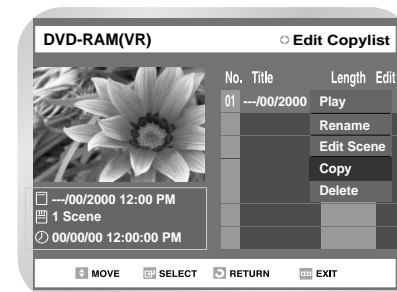 DVD-RAM(VR) Edit Copylist
No. Title Length Edit
01 ---/00/2000 Play
Rename
Edit Scene
Copy
Delete
---/00/2000 12:00 PM
1 Scene
00/00/00 12:00:00 PM
MOVE SELECT RETURN EXIT